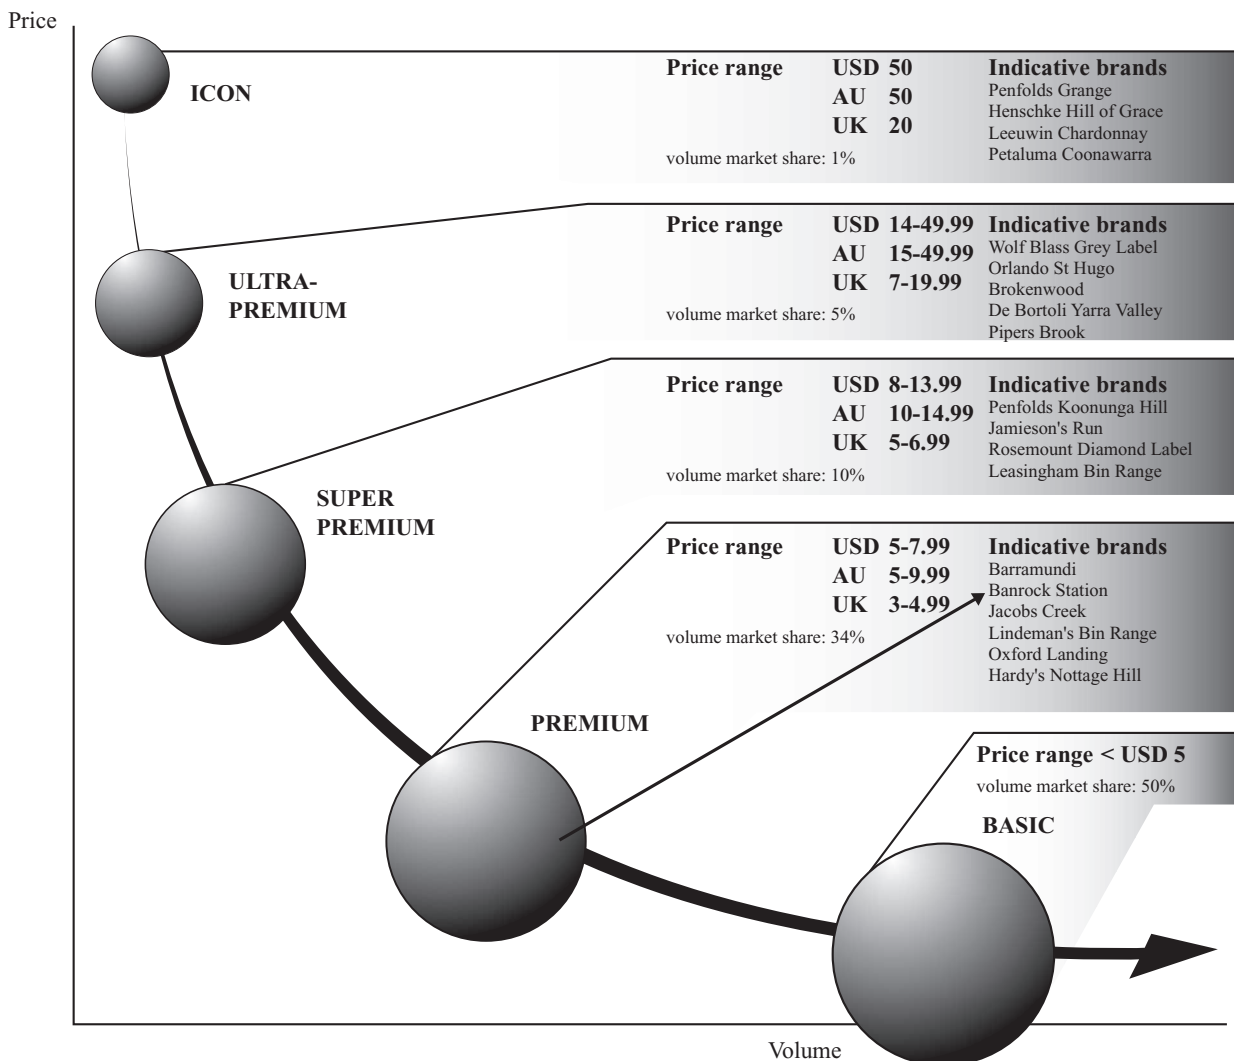 Price
ICON
Price range USD 50 Indicative brands
AU 50 Penfolds Grange
UK 20 Henschke Hill of Grace
Leeuwin Chardonnay
volume market share: 1% Petaluma Coonawarra
ULTRA-
PREMIUM
Price range USD 14-49.99 Indicative brands
AU 15-49.99 Wolf Blass Grey Label
UK 7-19.99 Orlando St Hugo
Brokenwood
volume market share: 5% De Bortoli Yarra Valley
Pipers Brook
SUPER
PREMIUM
Price range USD 8-13.99 Indicative brands
AU 10-14.99 Penfolds Koonunga Hill
UK 5-6.99 Jamieson's Run
Rosemount Diamond Label
volume market share: 10% Leasingham Bin Range
PREMIUM
Price range USD 5-7.99 Indicative brands
AU 5-9.99 Barramundi
UK 3-4.99 Banrock Station
Jacobs Creek
volume market share: 34% Lindeman's Bin Range
Oxford Landing
Hardy's Nottage Hill
Price range < USD 5
volume market share: 50%
BASIC
Volume